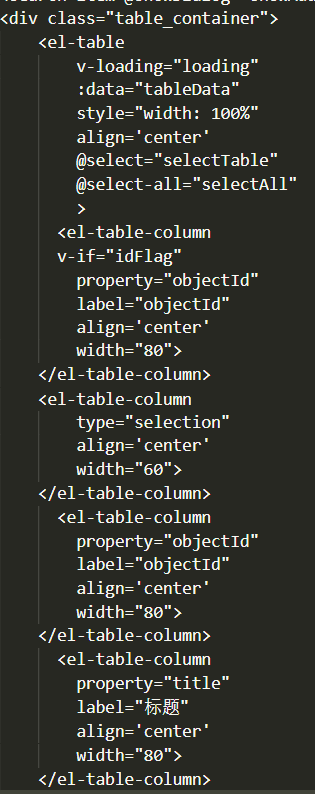 <div class="table_container">
<el-table
v-loading="loading"
:data="tableData"
style="width: 100%"
align='center'
@select="selectTable"
@select-all="selectAll"
>
<el-table-column
v-if="idFlag"
property="objectId"
label="objectId"
align='center'
width="80">
</el-table-column>
<el-table-column
type="selection"
align='center'
width="60">
</el-table-column>
<el-table-column
property="objectId"
label="objectId"
align='center'
width="80">
</el-table-column>
<el-table-column
property="title"
label="标题"
align='center'
width="80">
</el-table-column>